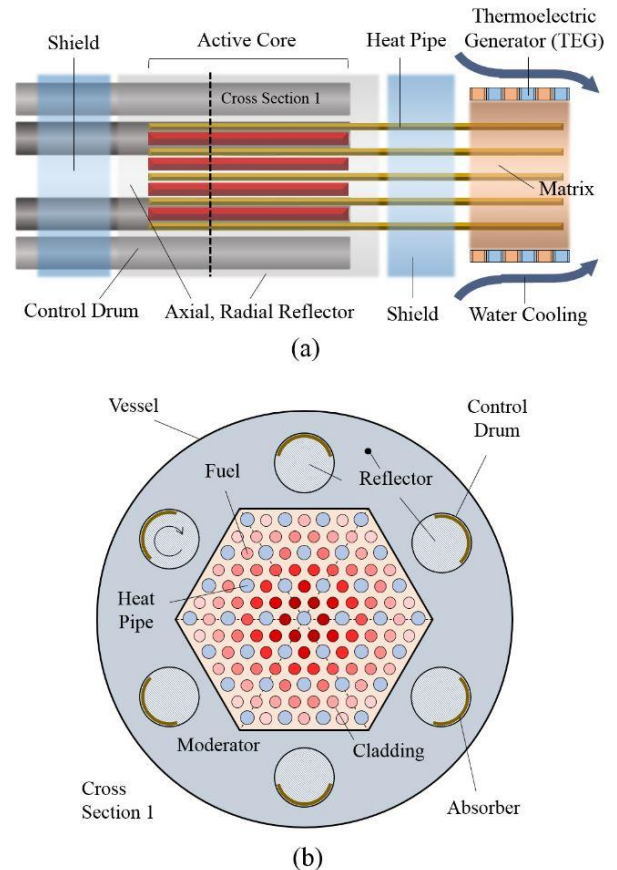 Thermoelectric
Generator (TEG)
Shield
Active Core
Heat Pipe
Cross Section 1
Matrix
Control Drum
Axial, Radial Reflector
Shield
Water Cooling
(a)
Vessel
Control
Drum
Fuel
Reflector
Heat
Pipe
Moderator
Cladding
Cross
Section 1
Absorber
(b)